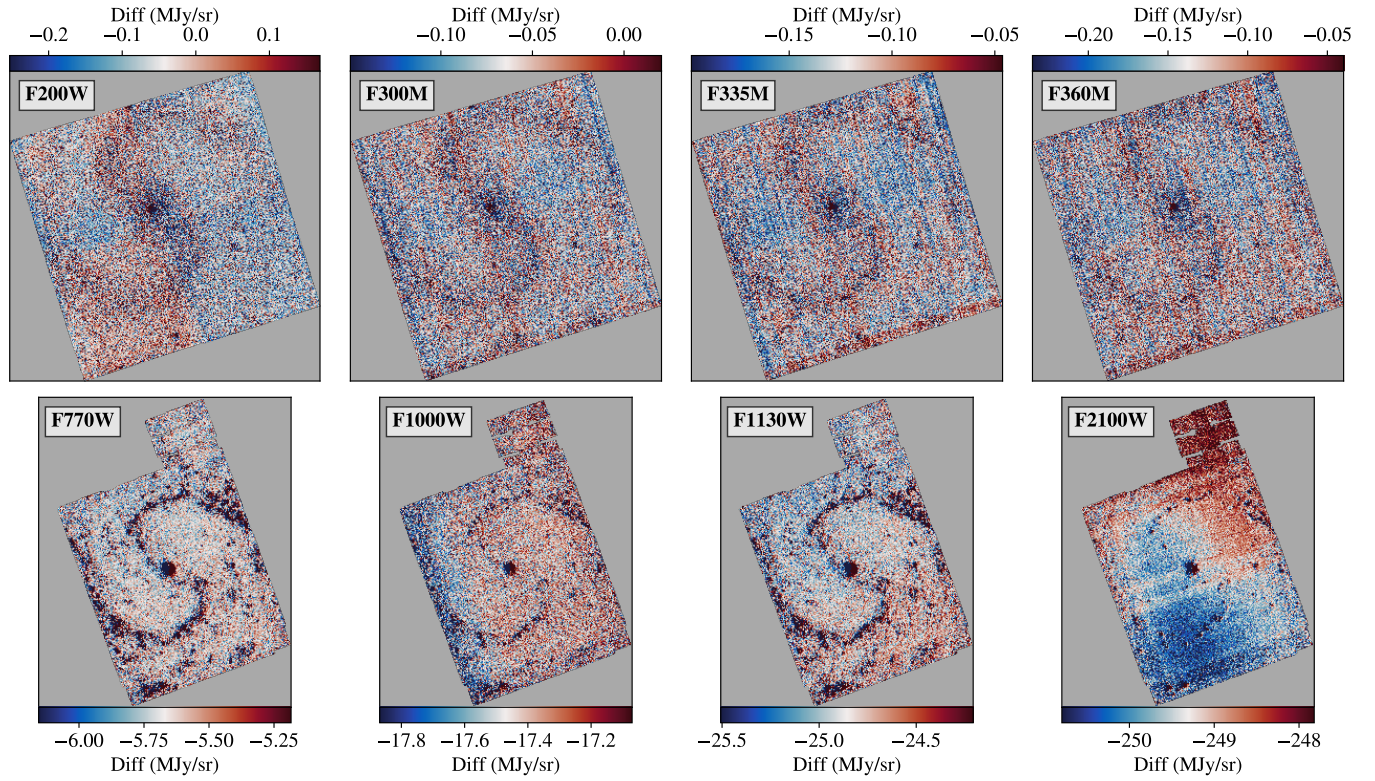 Diff (MJy/sr) Diff (MJy/sr) Diff (MJy/sr) Diff (MJy/sr)
−0.2 −0.1 0.0 0.1 −0.10 −0.05 0.00 −0.15 −0.10 −0.05 −0.20 −0.15 −0.10 −0.05
F200W F300M F335M F360M
F770W F1000W F1130W F2100W
−6.00 −5.75 −5.50 −5.25 −17.8 −17.6 −17.4 −17.2 −25.5 −25.0 −24.5 −250 −249 −248
Diff (MJy/sr) Diff (MJy/sr) Diff (MJy/sr) Diff (MJy/sr)